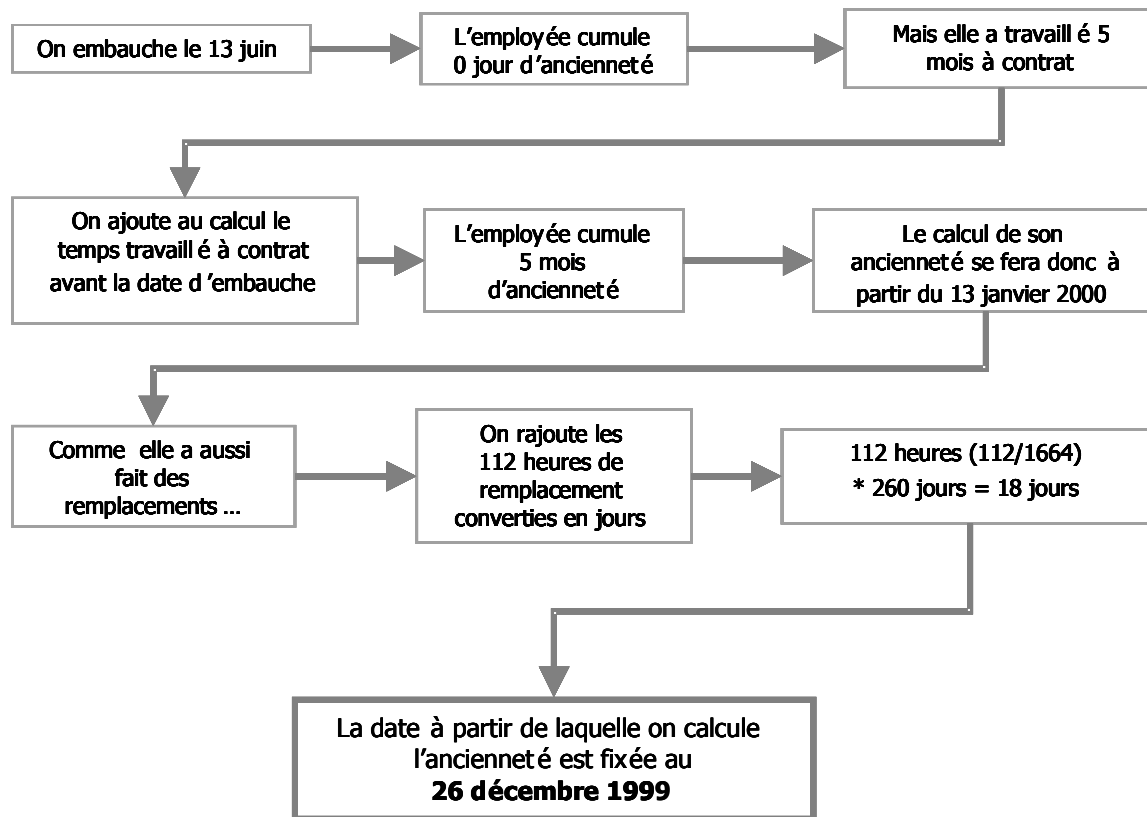 On embauche le 13 juin
L'employée cumule
0 jour d'ancienneté
Mais elle a travaillé 5
mois à contrat
On ajoute au calcul le
temps travaillé à contrat
avant la date d'embauche
L'employée cumule
5 mois
d'ancienneté
Le calcul de son
ancienneté se fera donc à
partir du 13 janvier 2000
Comme elle a aussi
fait des
remplacements ...
On rajoute les
112 heures de
remplacement
converties en jours
112 heures (112/1664)
* 260 jours = 18 jours
La date à partir de laquelle on calcule
l'ancienneté est fixée au
26 décembre 1999